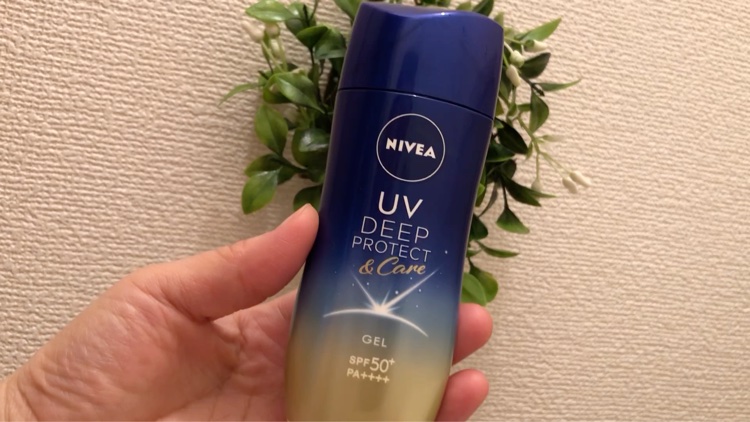 NIVEA
UV
DEEP
PROTECT
& Care
GEL
SPF50+
PA++++